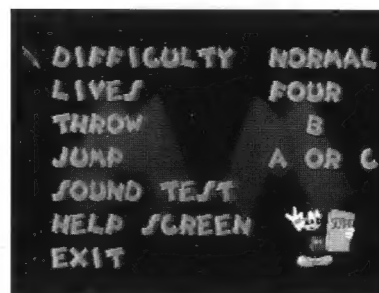 DIFFICULTY NORMAL
LIVES FOUR
THROW B
JUMP A OR C
SOUND TEST
HELP SCREEN
EXIT